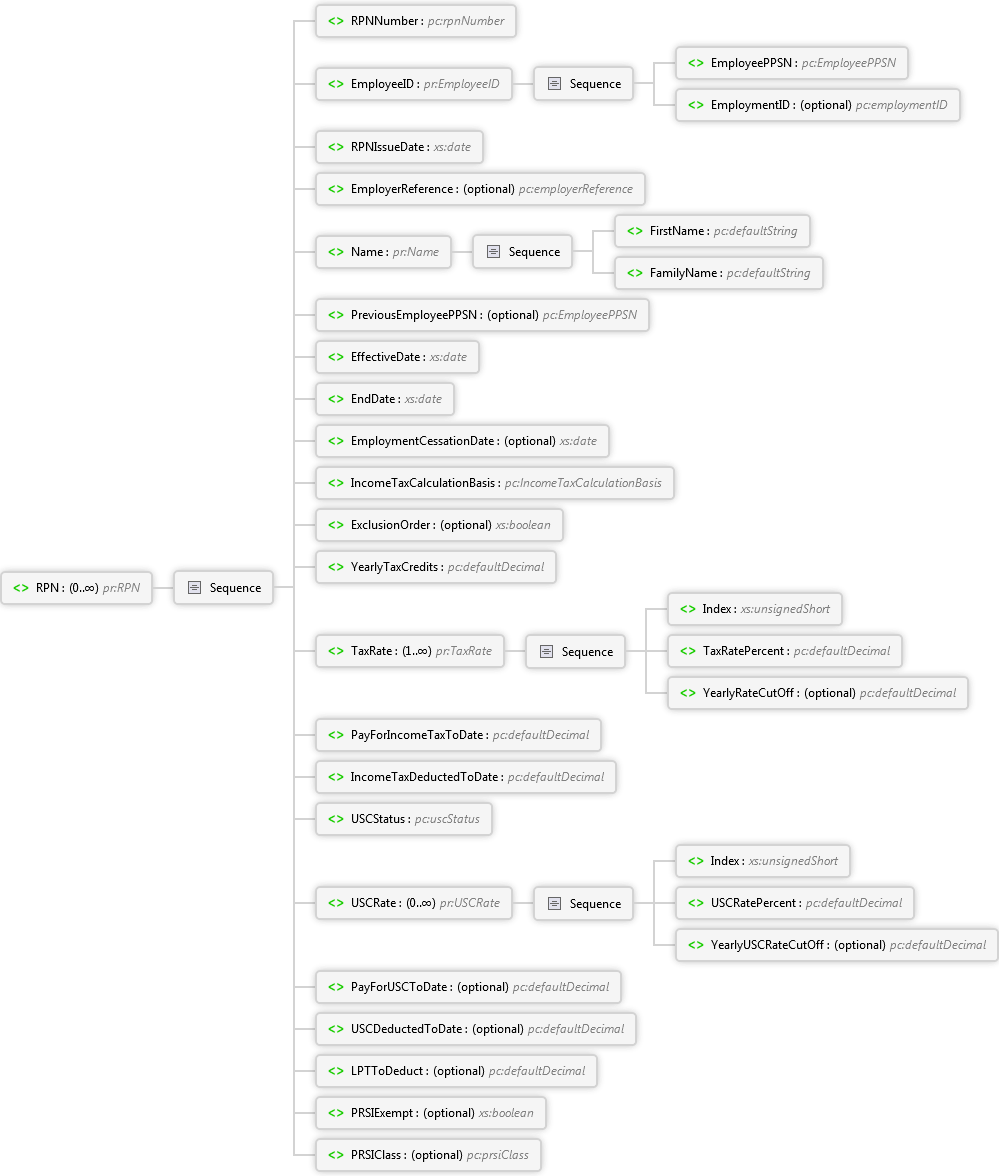 <> RPNNumber : pc:rpnNumber
<> EmployeeID : pr:EmployeeID
Sequence
<> EmployeePPSN : pc:EmployeePPSN
<> EmploymentID : (optional) pc:employmentID
<> RPNIssueDate : xs:date
<> EmployerReference : (optional) pc:employerReference
<> Name : pr:Name
Sequence
<> FirstName : pc:defaultString
<> FamilyName : pc:defaultString
<> PreviousEmployeePPSN : (optional) pc:EmployeePPSN
<> EffectiveDate : xs:date
<> EndDate : xs:date
<> EmploymentCessationDate : (optional) xs:date
<> IncomeTaxCalculationBasis : pc:IncomeTaxCalculationBasis
<> ExclusionOrder : (optional) xs:boolean
<> YearlyTaxCredits : pc:defaultDecimal
<> RPN : (0..∞) pr:RPN
Sequence
<> TaxRate : (1..∞) pr:TaxRate
Sequence
<> Index : xs:unsignedShort
<> TaxRatePercent : pc:defaultDecimal
<> YearlyRateCutOff : (optional) pc:defaultDecimal
<> PayForIncomeTaxToDate : pc:defaultDecimal
<> IncomeTaxDeductedToDate : pc:defaultDecimal
<> USCStatus : pc:uscStatus
<> USCRate : (0..∞) pr:USCRate
Sequence
<> Index : xs:unsignedShort
<> USCRatePercent : pc:defaultDecimal
<> YearlyUSCRateCutOff : (optional) pc:defaultDecimal
<> PayForUSCToDate : (optional) pc:defaultDecimal
<> USCDeductedToDate : (optional) pc:defaultDecimal
<> LPTToDeduct : (optional) pc:defaultDecimal
<> PRSIExempt : (optional) xs:boolean
<> PRSIClass : (optional) pc:prsiClass